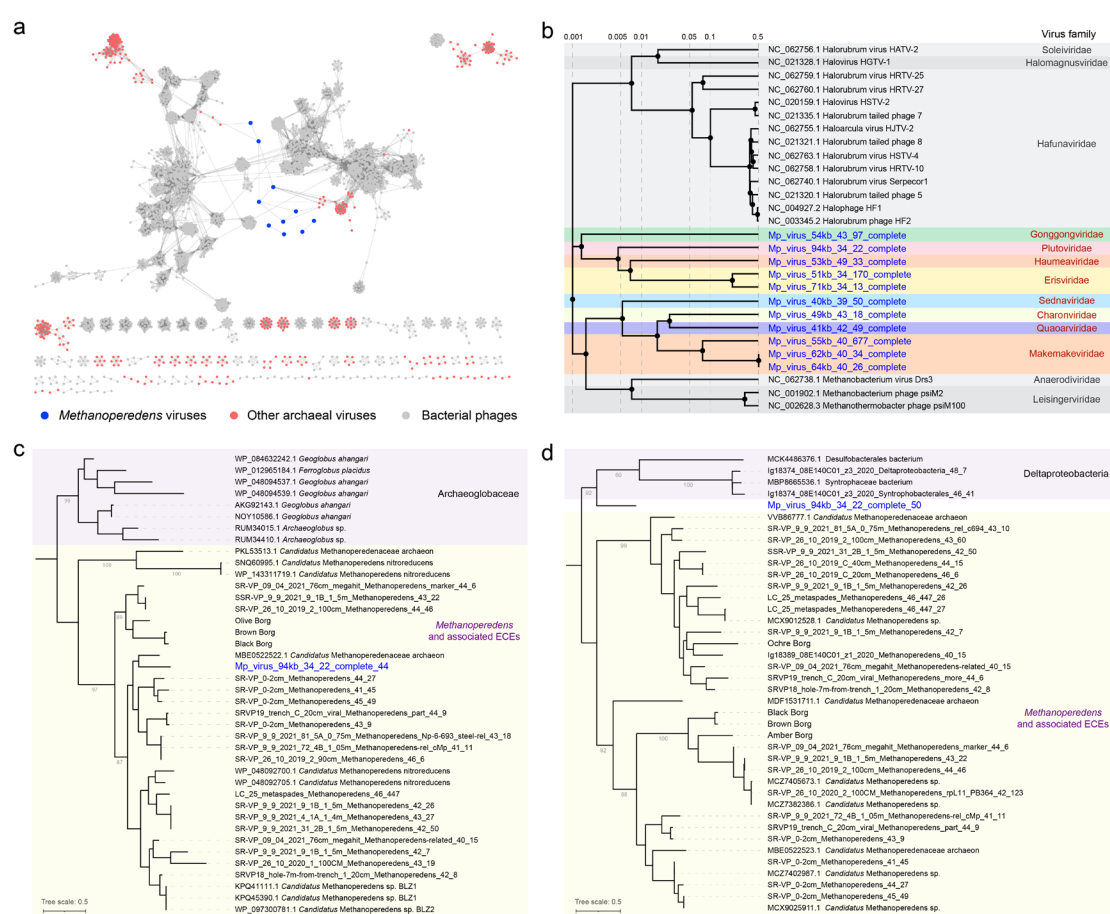 a
Methanoperedens viruses
Other archaeal viruses
Bacterial phages
b
0.001
0.005
0.01
0.05
0.1
0.5
Virus family
NC_062756.1 Halorubrum virus HATV-2
Soleiviridae
NC_021328.1 Halovirus HGTV-1
Halomagnusviridae
NC_062759.1 Halorubrum virus HRTV-25
NC_062760.1 Halorubrum virus HRTV-27
NC_020159.1 Halovirus HSTV-2
NC_021335.1 Halorubrum tailed phage 7
NC_062755.1 Haloarcula virus HJTV-2
NC_021321.1 Halorubrum tailed phage 8
Hafunaviridae
NC_062763.1 Halorubrum virus HSTV-4
NC_062758.1 Halorubrum virus HRTV-10
NC_062740.1 Halorubrum virus Serpecor1
NC_021320.1 Halorubrum tailed phage 5
NC_004927.2 Halophage HF1
NC_003345.2 Halorubrum phage HF2
Mp_virus_54kb_43_97_complete
Gonggongviridae
Mp_virus_94kb_34_22_complete
Plutoviridae
Mp_virus_53kb_49_33_complete
Haumeaviridae
Mp_virus_51kb_34_170_complete
Erisviridae
Mp_virus_71kb_34_13_complete
Mp_virus_40kb_39_50_complete
Sednaviridae
Mp_virus_49kb_43_18_complete
Charonviridae
Mp_virus_41kb_42_49_complete
Quaoarviridae
Mp_virus_55kb_40_677_complete
Mp_virus_62kb_40_34_complete
Makemakeviridae
Mp_virus_64kb_40_26_complete
NC_062738.1 Methanobacterium virus Drs3
Anaerodiviridae
NC_001902.1 Methanobacterium phage psiM2
Leisingerviridae
NC_002628.3 Methanothermobacter phage psiM100
c
WP_084632242.1 Geoglobus ahangari
WP_012965184.1 Ferroglobus placidus
WP_048094537.1 Geoglobus ahangari
WP_048094539.1 Geoglobus ahangari
Archaeoglobaceae
99
AKG92143.1 Geoglobus ahangari
NOY10586.1 Geoglobus ahangari
RUM34015.1 Archaeoglobus sp.
RUM34410.1 Archaeoglobus sp.
PKL53513.1 Candidatus Methanoperedenaceae archaeon
100
SNQ60995.1 Candidatus Methanoperedens nitroreducens
100
WP_143311719.1 Candidatus Methanoperedens nitroreducens
SR-VP_09_04_2021_76cm_megahit_Methanoperedens_marker_44_6
SSR-VP_9_9_2021_9_1B_1_5m_Methanoperedens_43_22
SR-VP_26_10_2019_2_100cm_Methanoperedens_44_46
Olive Borg
Brown Borg
Methanoperedens
and associated ECEs
Black Borg
MBE0522522.1 Candidatus Methanoperedenaceae archaeon
97
Mp_virus_94kb_34_22_complete_44
SR-VP_0-2cm_Methanoperedens_44_27
SR-VP_0-2cm_Methanoperedens_41_45
SR-VP_0-2cm_Methanoperedens_45_49
SRVP19_trench_C_20cm_viral_Methanoperedens_part_44_9
SR-VP_0-2cm_Methanoperedens_43_9
SR-VP_9_9_2021_81_5A_0_75m_Methanoperedens_Np-6-693_steel-rel_43_18
SR-VP_9_9_2021_72_4B_1_05m_Methanoperedens-rel_cMp_41_11
SR-VP_26_10_2019_2_90cm_Methanoperedens_46_6
WP_048092700.1 Candidatus Methanoperedens nitroreducens
WP_048092705.1 Candidatus Methanoperedens nitroreducens
LC_25_metaspades_Methanoperedens_46_447
SR-VP_9_9_2021_9_1B_1_5m_Methanoperedens_42_26
SR-VP_9_9_2021_4_1A_1_4m_Methanoperedens_43_27
SR-VP_9_9_2021_31_2B_1_5m_Methanoperedens_42_50
SR-VP_09_04_2021_76cm_megahit_Methanoperedens-related_40_15
SR-VP_9_9_2021_9_1B_1_5m_Methanoperedens_42_7
SR-VP_26_10_2020_1_100CM_Methanoperedens_43_19
SRVP18_hole-7m-from-trench_1_20cm_Methanoperedens_42_8
KPQ41111.1 Candidatus Methanoperedens sp. BLZ1
KPQ45390.1 Candidatus Methanoperedens sp. BLZ1
WP_097300781.1 Candidatus Methanoperedens sp. BLZ2
Tree scale: 0.5
d
MCK4486376.1 Desulfobacterales bacterium
Ig18374_08E140C01_z3_2020_Deltaproteobacteria_48_7
Deltaproteobacteria
MBP8665536.1 Syntrophaceae bacterium
100
Ig18374_08E140C01_z3_2020_Syntrophobacterales_46_41
Mp_virus_94kb_34_22_complete_50
VVB86777.1 Candidatus Methanoperedenaceae archaeon
SR-VP_9_9_2021_81_5A_0_75m_Methanoperedens_rel_c694_43_10
SR-VP_26_10_2019_2_100cm_Methanoperedens_43_60
99
SSR-VP_9_9_2021_31_2B_1_5m_Methanoperedens_42_50
SR-VP_26_10_2019_C_40cm_Methanoperedens_44_15
SR-VP_26_10_2019_C_20cm_Methanoperedens_46_6
SR-VP_9_9_2021_9_1B_1_5m_Methanoperedens_42_26
LC_25_metaspades_Methanoperedens_46_447_26
LC_25_metaspades_Methanoperedens_46_447_27
MCX9012528.1 Candidatus Methanoperedens sp.
SR-VP_9_9_2021_9_1B_1_5m_Methanoperedens_42_7
Ochre Borg
Ig18389_08E140C01_z1_2020_Methanoperedens_40_15
SR-VP_09_04_2021_76cm_megahit_Methanoperedens-related_40_15
SRVP19_trench_C_20cm_viral_Methanoperedens_more_44_6
SRVP18_hole-7m-from-trench_1_20cm_Methanoperedens_42_8
MDF1531711.1 Candidatus Methanoperedenaceae archaeon
Black Borg
Methanoperedens
and associated ECEs
Brown Borg
100
Amber Borg
SR-VP_09_04_2021_76cm_megahit_Methanoperedens_marker_44_6
SR-VP_9_9_2021_9_1B_1_5m_Methanoperedens_43_22
SR-VP_26_10_2019_2_100cm_Methanoperedens_44_46
MCZ7405673.1 Candidatus Methanoperedens sp.
SR-VP_26_10_2020_2_100CM_Methanoperedens_rpL11_PB364_42_123
MCZ7382386.1 Candidatus Methanoperedens sp.
SR-VP_9_9_2021_72_4B_1_05m_Methanoperedens-rel_cMp_41_11
SRVP19_trench_C_20cm_viral_Methanoperedens_part_44_9
SR-VP_0-2cm_Methanoperedens_43_9
MBE0522523.1 Candidatus Methanoperedenaceae archaeon
SR-VP_0-2cm_Methanoperedens_41_45
MCZ7402987.1 Candidatus Methanoperedens sp.
SR-VP_0-2cm_Methanoperedens_44_27
SR-VP_0-2cm_Methanoperedens_45_49
MCX9025911.1 Candidatus Methanoperedens sp.
Tree scale: 0.5